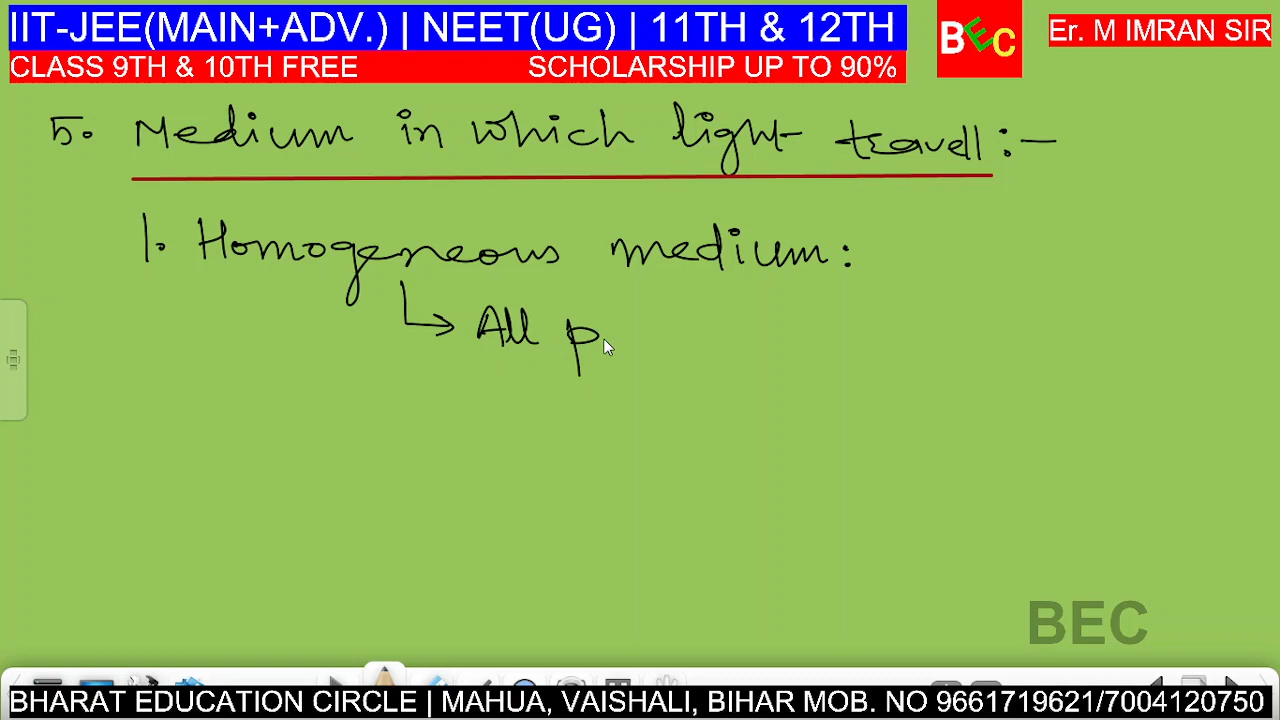 IIT-JEE(MAIN+ADV.) | NEET(UG) | 11TH & 12TH
CLASS 9TH & 10TH FREE SCHOLARSHIP UP TO 90%
BEC
Er. M IMRAN SIR
5. Medium in which light travell :-
1. Homogeneous medium:
↳ All p
BEC
BHARAT EDUCATION CIRCLE | MAHUA, VAISHALI, BIHAR MOB. NO 9661719621/7004120750